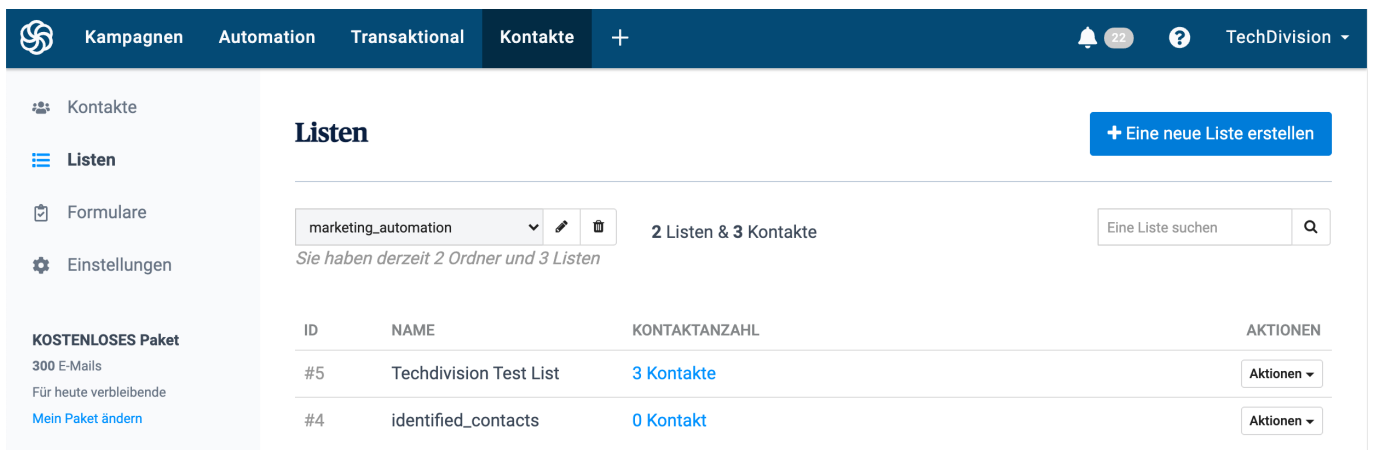 Kampagnen Automation Transaktional Kontakte + 22 ? TechDivision
Kontakte
Listen
Formulare
Einstellungen
KOSTENLOSES Paket
300 E-Mails
Für heute verbleibende
Mein Paket ändern
Listen
+ Eine neue Liste erstellen
marketing_automation
2 Listen & 3 Kontakte
Eine Liste suchen
Sie haben derzeit 2 Ordner und 3 Listen
ID NAME KONTAKTANZAHL AKTIONEN
#5 Techdivision Test List 3 Kontakte Aktionen
#4 identified_contacts 0 Kontakt Aktionen